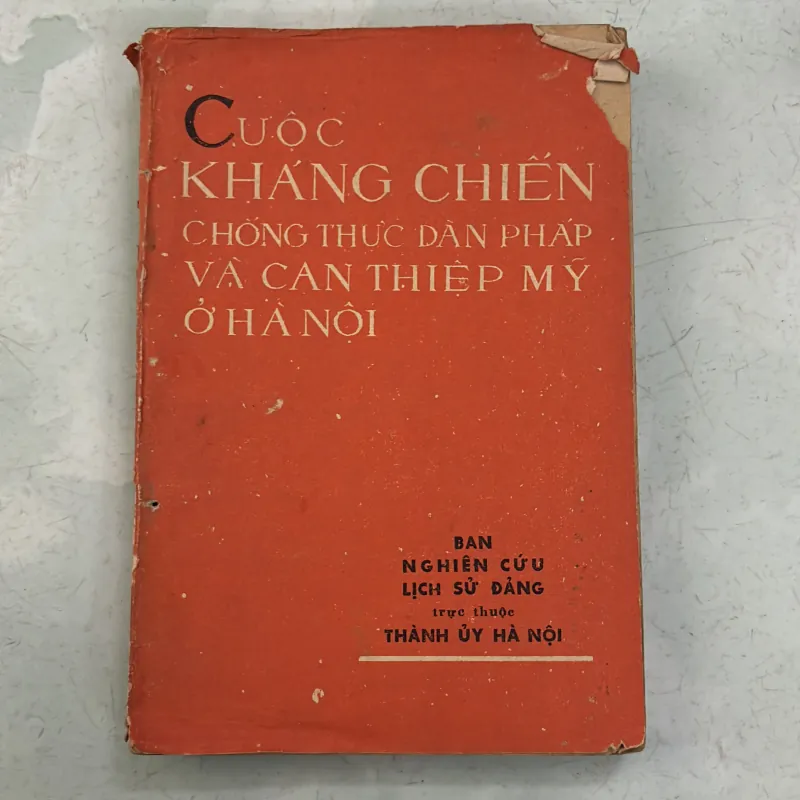 CUỘC
KHÁNG CHIẾN
CHỐNG THỰC DÂN PHÁP
VÀ CAN THIỆP MỸ
Ở HÀ NỘI
BAN
NGHIÊN CỨU
LỊCH SỬ ĐẢNG
trực thuộc
THÀNH ỦY HÀ NỘI